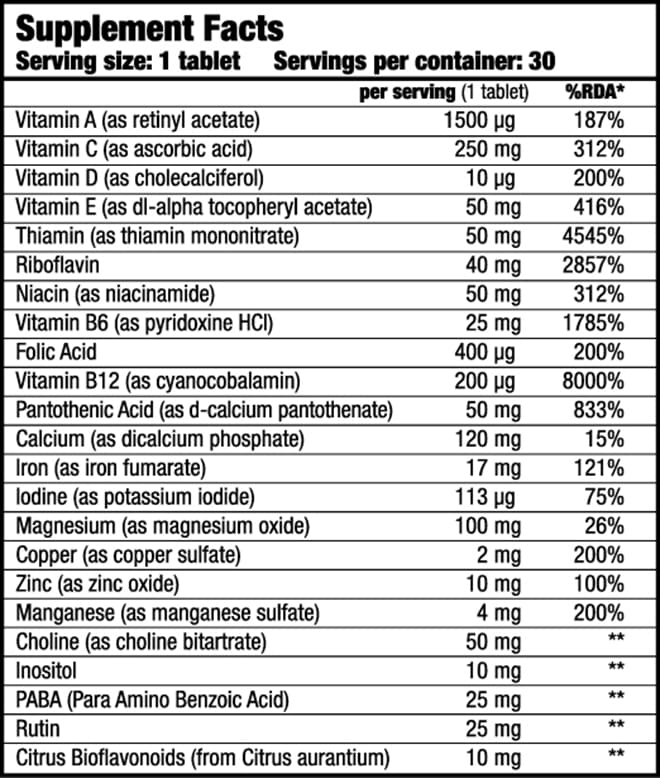 Supplement Facts
Serving size: 1 tablet Servings per container: 30
per serving (1 tablet) %RDA*
Vitamin A (as retinyl acetate) 1500 µg 187%
Vitamin C (as ascorbic acid) 250 mg 312%
Vitamin D (as cholecalciferol) 10 µg 200%
Vitamin E (as dl-alpha tocopheryl acetate) 50 mg 416%
Thiamin (as thiamin mononitrate) 50 mg 4545%
Riboflavin 40 mg 2857%
Niacin (as niacinamide) 50 mg 312%
Vitamin B6 (as pyridoxine HCl) 25 mg 1785%
Folic Acid 400 µg 200%
Vitamin B12 (as cyanocobalamin) 200 µg 8000%
Pantothenic Acid (as d-calcium pantothenate) 50 mg 833%
Calcium (as dicalcium phosphate) 120 mg 15%
Iron (as iron fumarate) 17 mg 121%
Iodine (as potassium iodide) 113 µg 75%
Magnesium (as magnesium oxide) 100 mg 26%
Copper (as copper sulfate) 2 mg 200%
Zinc (as zinc oxide) 10 mg 100%
Manganese (as manganese sulfate) 4 mg 200%
Choline (as choline bitartrate) 50 mg **
Inositol 10 mg **
PABA (Para Amino Benzoic Acid) 25 mg **
Rutin 25 mg **
Citrus Bioflavonoids (from Citrus aurantium) 10 mg **